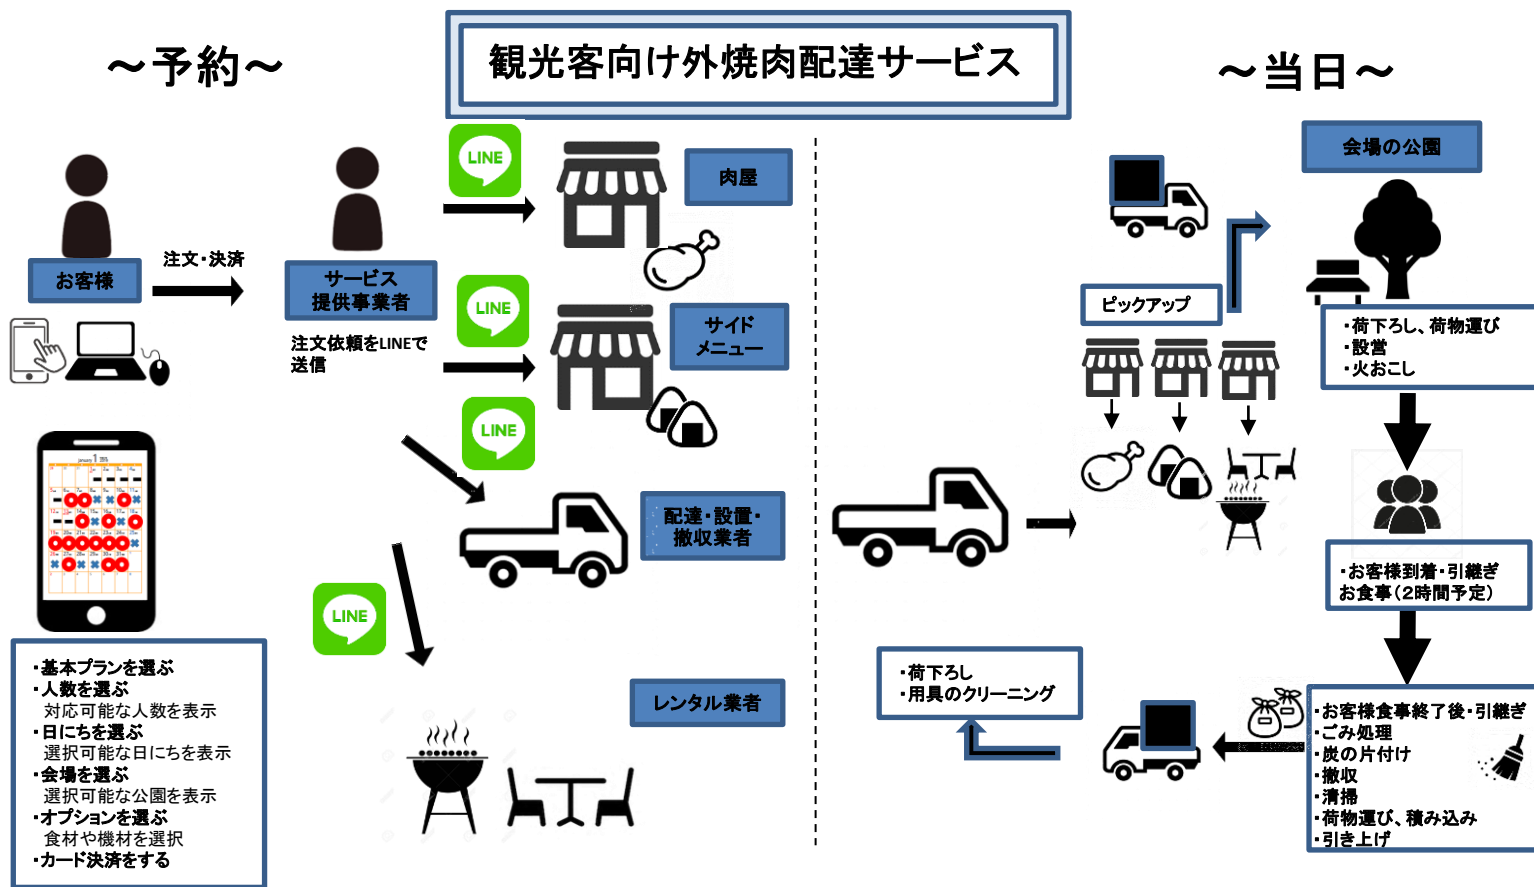 観光客向け外焼肉配達サービス
～予約～
お客様
注文・決済
サービス
提供事業者
注文依頼をLINEで
送信
LINE
肉屋
LINE
サイド
メニュー
LINE
配達・設置・
撤収業者
LINE
レンタル業者
january 1
・基本プランを選ぶ
・人数を選ぶ
対応可能な人数を表示
・日にちを選ぶ
選択可能な日にちを表示
・会場を選ぶ
選択可能な公園を表示
・オプションを選ぶ
食材や機材を選択
・カード決済をする
～当日～
ピックアップ
会場の公園
・荷下ろし、荷物運び
・設営
・火おこし
・お客様到着・引継ぎ
お食事（2時間予定）
・お客様食事終了後・引継ぎ
・ごみ処理
・炭の片付け
・撤収
・清掃
・荷物運び、積み込み
・引き上げ
・荷下ろし
・用具のクリーニング